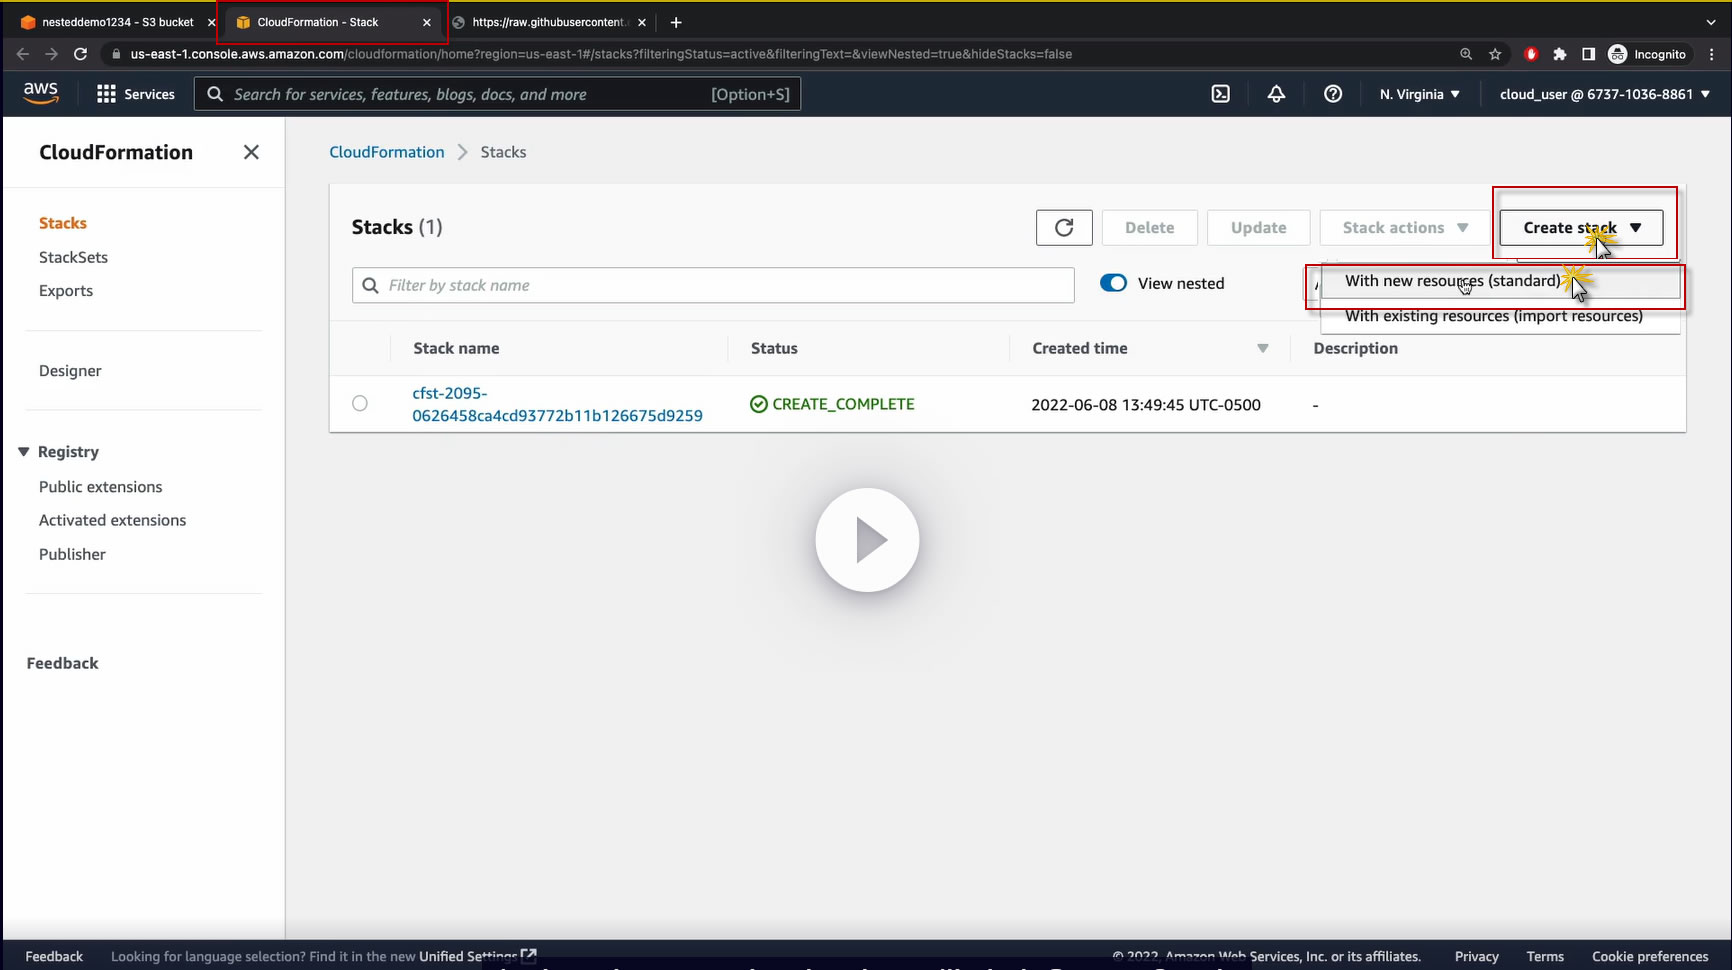 nesteddemo1234 - S3 bucket
CloudFormation - Stack
https://raw.githubusercontent.
us-east-1.console.aws.amazon.com/cloudformation/home?region=us-east-1#/stacks?filteringStatus=active&filteringText=&viewNested=true&hideStacks=false
Incognito
aws
Services
Search for services, features, blogs, docs, and more
[Option+S]
N. Virginia
cloud_user @ 6737-1036-8861
CloudFormation
Stacks
StackSets
Exports
Designer
Registry
Public extensions
Activated extensions
Publisher
Feedback
CloudFormation
Stacks
Stacks (1)
Delete
Update
Stack actions
Create stack
Filter by stack name
View nested
With new resources (standard)
With existing resources (import resources)
Stack name
Status
Created time
Description
cfst-2095-
0626458ca4cd93772b11b126675d9259
CREATE_COMPLETE
2022-06-08 13:49:45 UTC-0500
-
Feedback
Looking for language selection? Find it in the new Unified Settings
© 2022, Amazon Web Services, Inc. or its affiliates.
Privacy
Terms
Cookie preferences